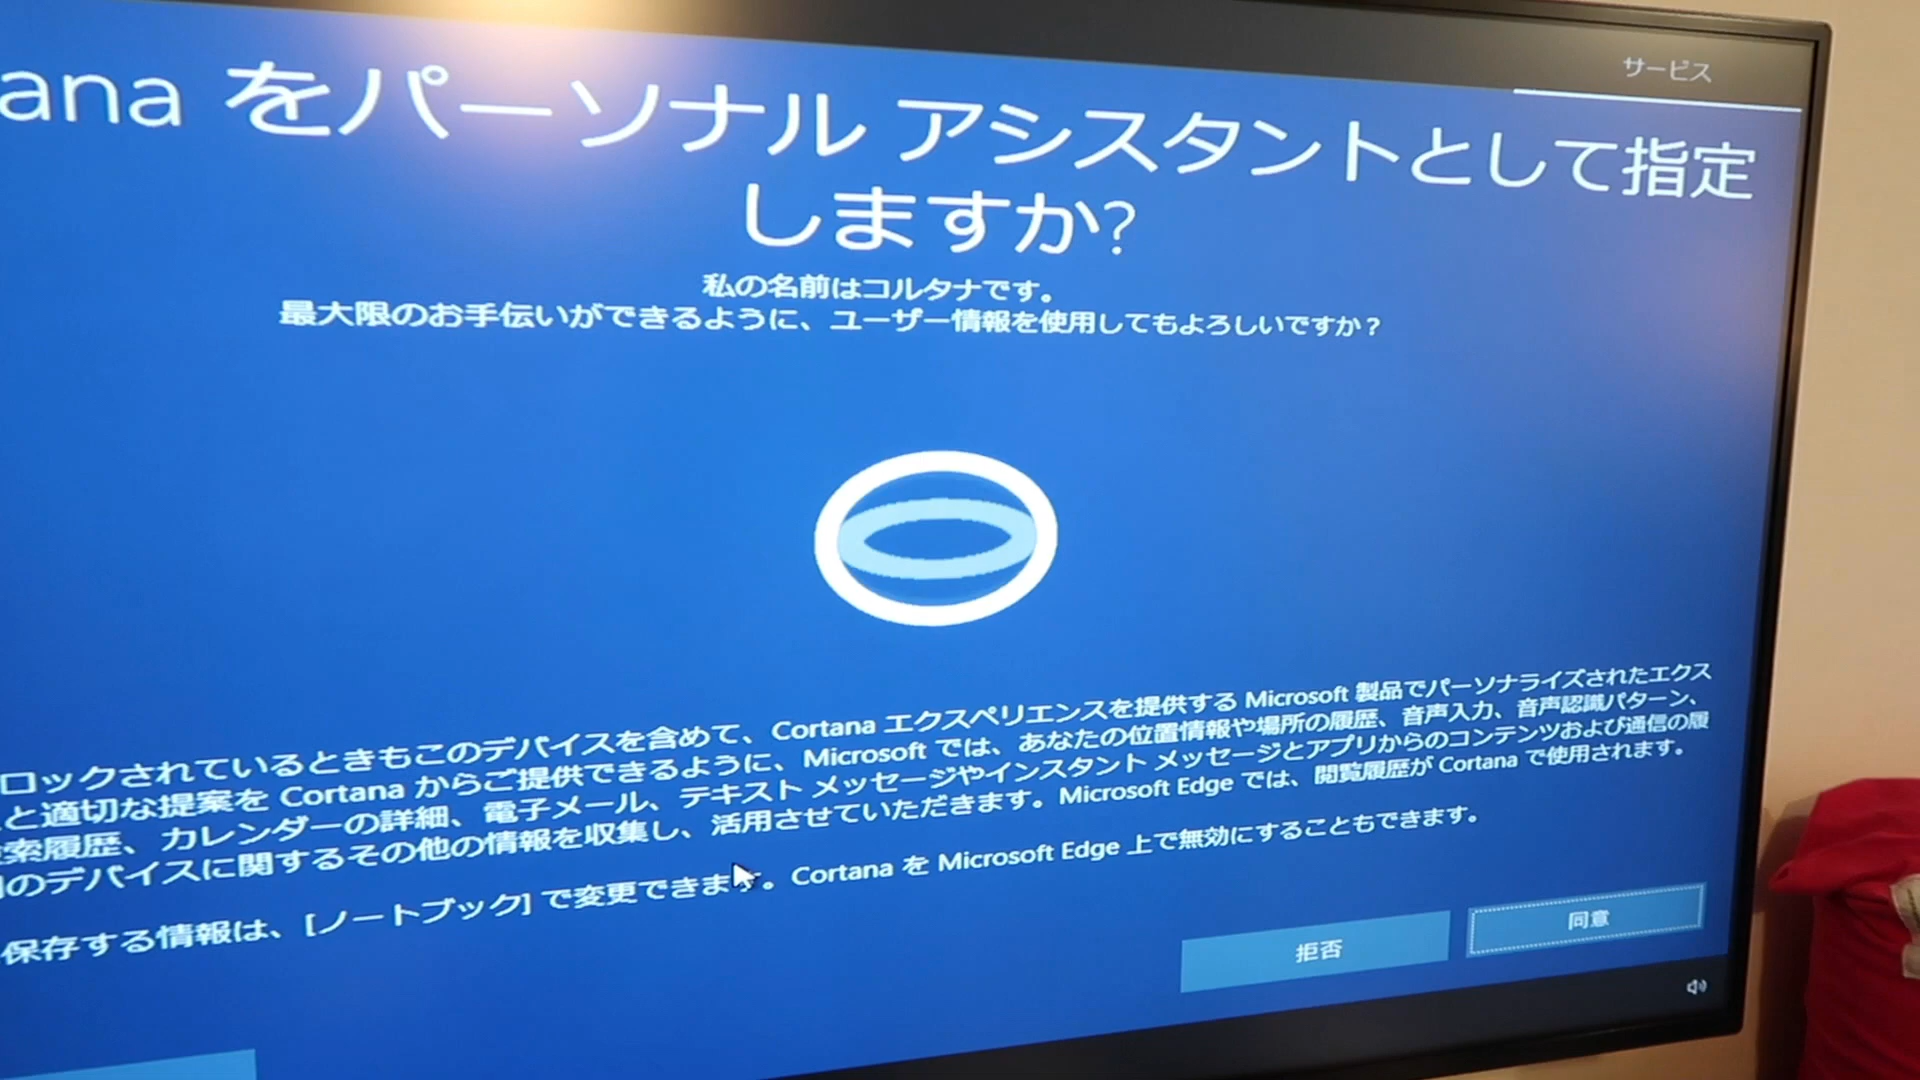 サービス
ana をパーソナル アシスタントとして指定
しますか?
私の名前はコルタナです。
最大限のお手伝いができるように、ユーザー情報を使用してもよろしいですか？
ロックされているときもこのデバイスを含めて、Cortana エクスペリエンスを提供する Microsoft 製品でパーソナライズされたエクス
と適切な提案を Cortana からご提供できるように、Microsoft では、あなたの位置情報や場所の履歴、音声入力、音声認識パターン、
索履歴、カレンダーの詳細、電子メール、テキスト メッセージやインスタント メッセージとアプリからのコンテンツおよび通信の履
のデバイスに関するその他の情報を収集し、活用させていただきます。Microsoft Edge では、閲覧履歴が Cortana で使用されます。
保存する情報は、[ノートブック] で変更できます。Cortana を Microsoft Edge 上で無効にすることもできます。
拒否
同意